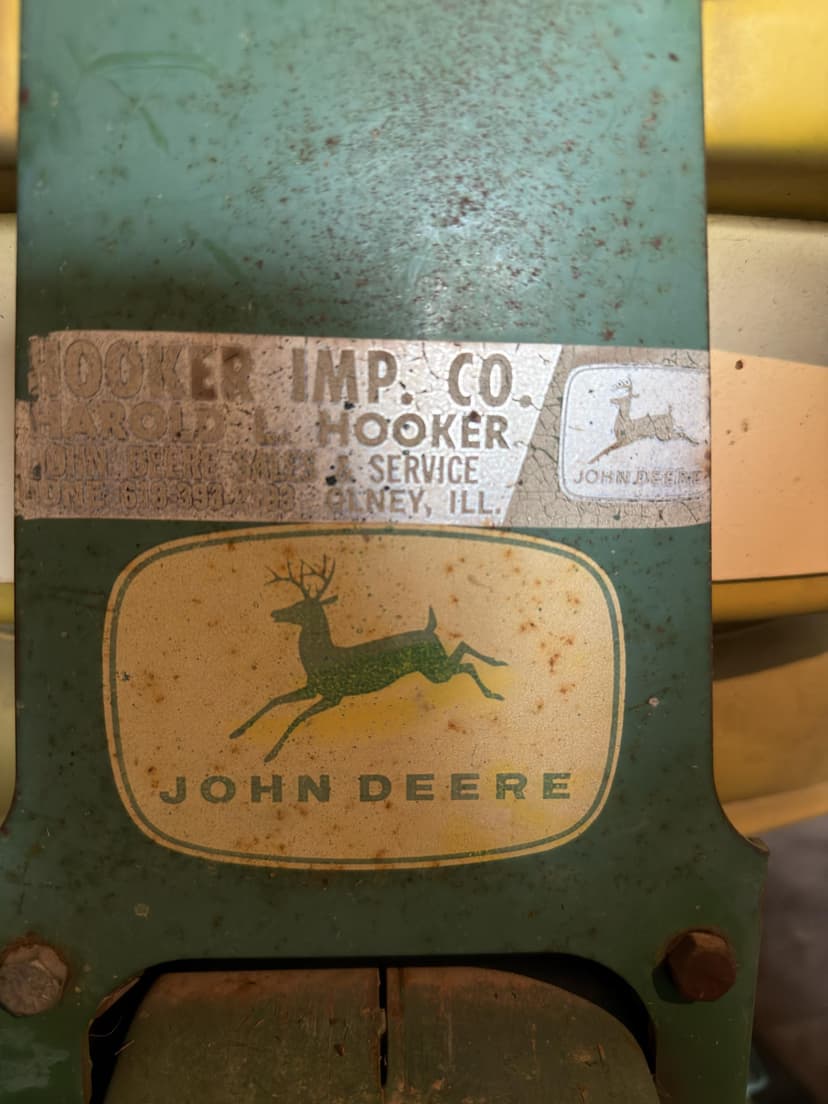 HOOKER IMP. CO.
HAROLD L. HOOKER
JOHN DEERE SALES & SERVICE
OLNEY, ILL.
JOHN DEERE
JOHN DEERE